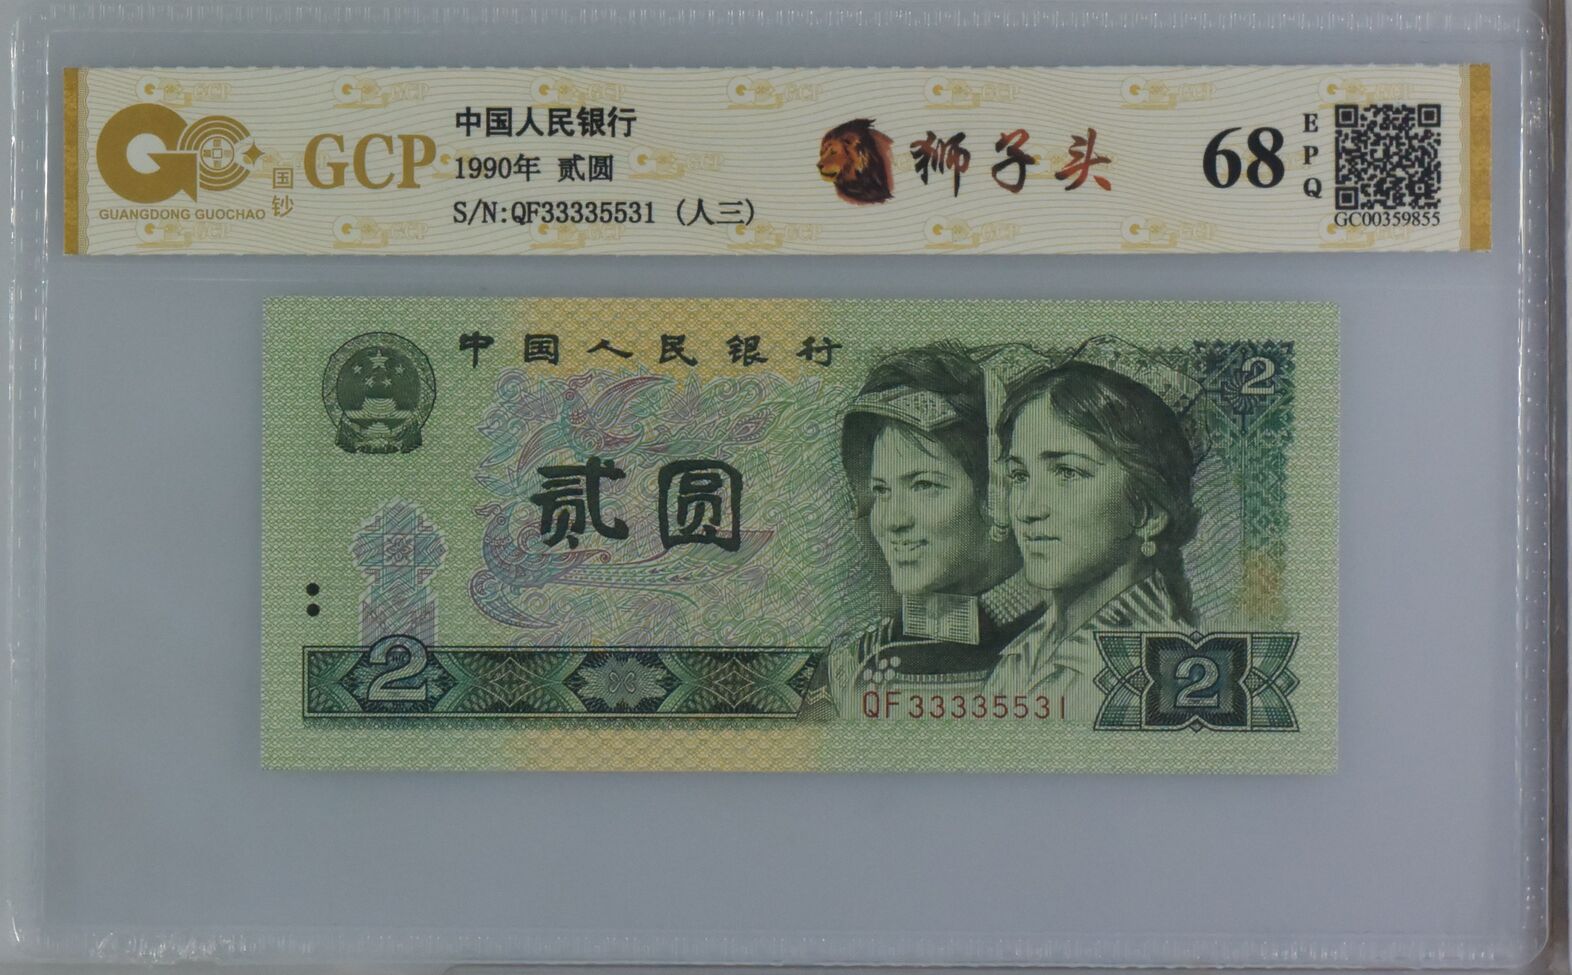 GUANGDONG GUOCHAO
国钞
GCP
中国人民银行
1990年 贰圆
S/N:QF33335531 (人三)
狮子头
68
EPQ
GC00359855
中国人民银行
2
贰圆
2
QF33335531
2